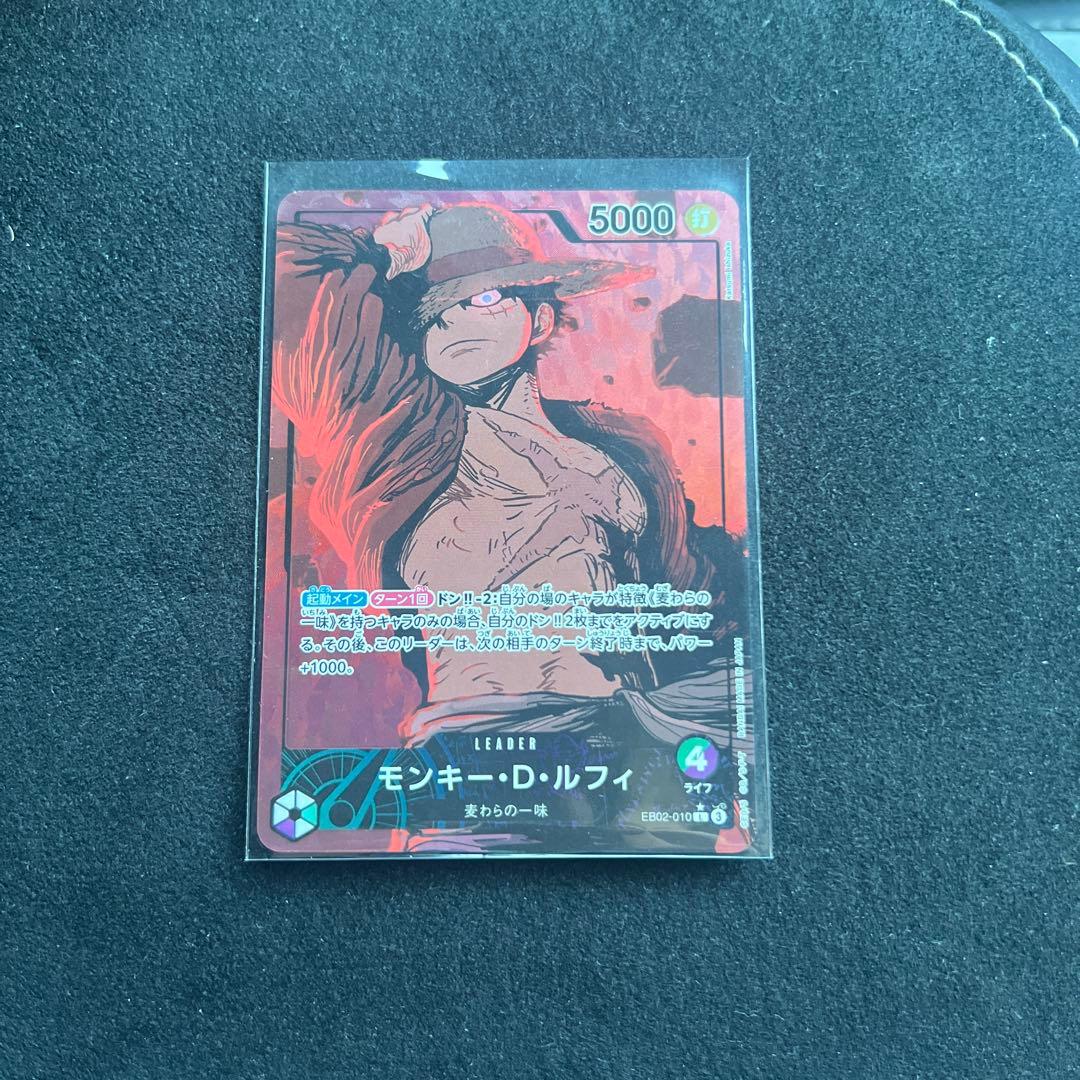 5000 打
起動メイン ターン1回 ドン!!-2:自分の場のキャラが特徴《麦わらの
一味》を持つキャラのみの場合、自分のドン!!2枚までをアクティブにす
る。その後、このリーダーは、次の相手のターン終了時まで、パワー
+1000。
LEADER
モンキー・D・ルフィ
麦わらの一味
4
ライフ
EB02-010 L 3
BANDAI MADE IN JAPAN